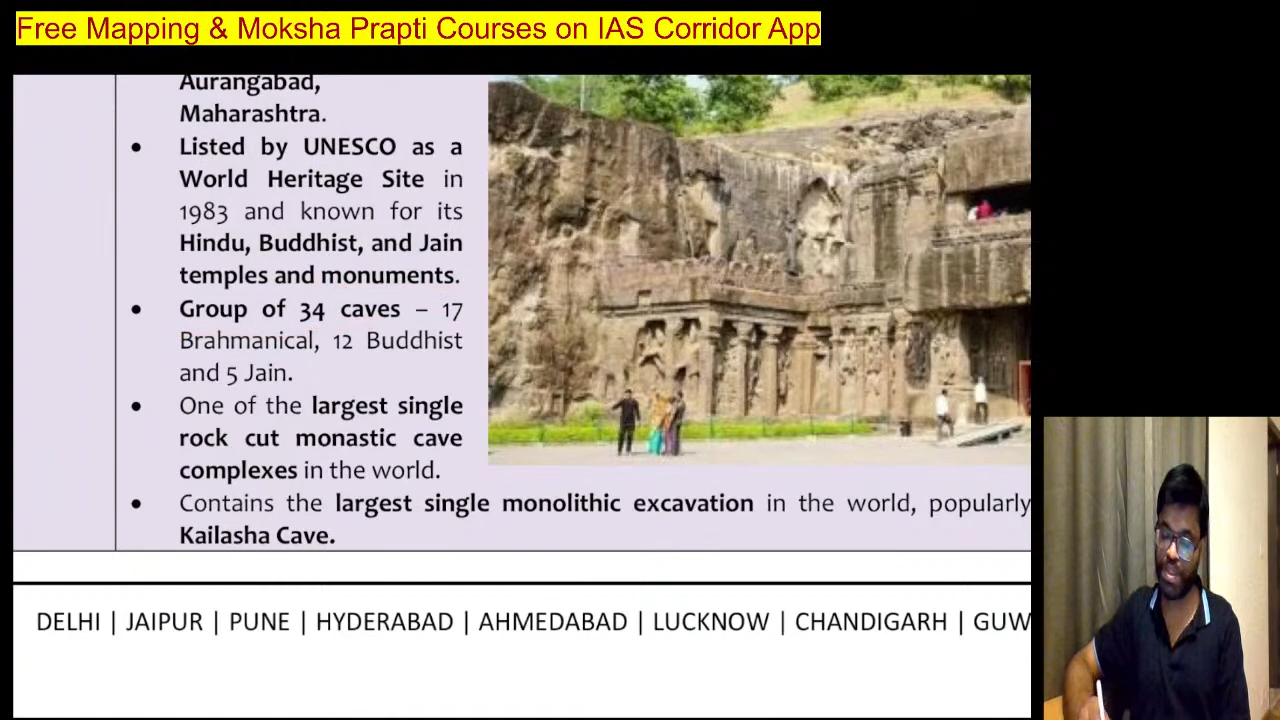 Free Mapping & Moksha Prapti Courses on IAS Corridor App
Aurangabad,
Maharashtra.
• Listed by UNESCO as a
World Heritage Site in
1983 and known for its
Hindu, Buddhist, and Jain
temples and monuments.
• Group of 34 caves – 17
Brahmanical, 12 Buddhist
and 5 Jain.
• One of the largest single
rock cut monastic cave
complexes in the world.
• Contains the largest single monolithic excavation in the world, popularly
Kailasha Cave.
DELHI | JAIPUR | PUNE | HYDERABAD | AHMEDABAD | LUCKNOW | CHANDIGARH | GUW